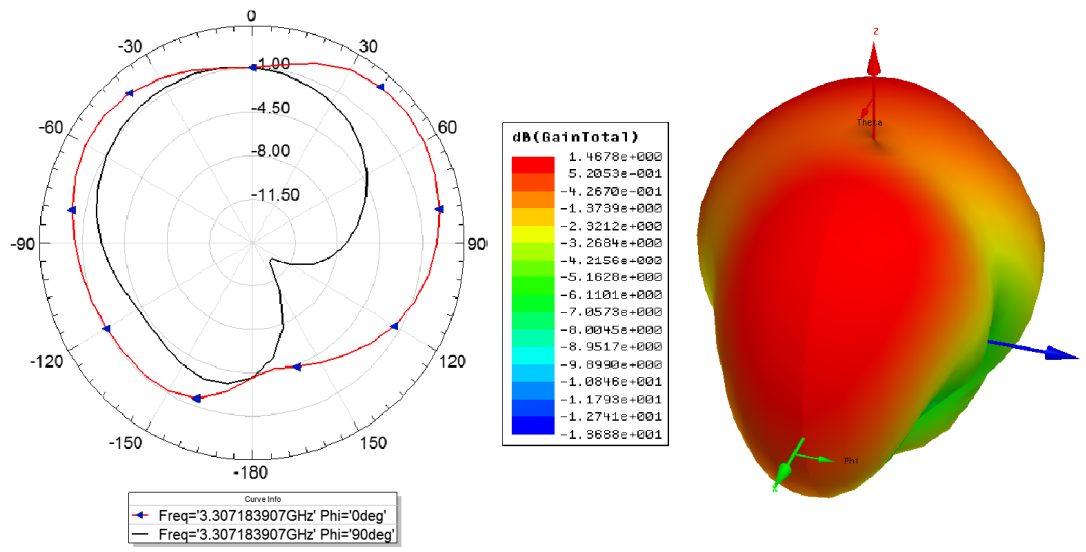 0
-30
30
-60
60
-90
90
-120
120
-150
150
-180
1.00
-4.50
-8.00
-11.50
Curve Info
Freq='3.307183907GHz' Phi='0deg'
Freq='3.307183907GHz' Phi='90deg'
dB(GainTotal)
1.4678e+000
5.2053e-001
-4.2670e-001
-1.3739e+000
-2.3212e+000
-3.2684e+000
-4.2156e+000
-5.1628e+000
-6.1101e+000
-7.0573e+000
-8.0045e+000
-8.9517e+000
-9.8990e+000
-1.0846e+001
-1.1793e+001
-1.2741e+001
-1.3688e+001
z
Theta
Phi
x